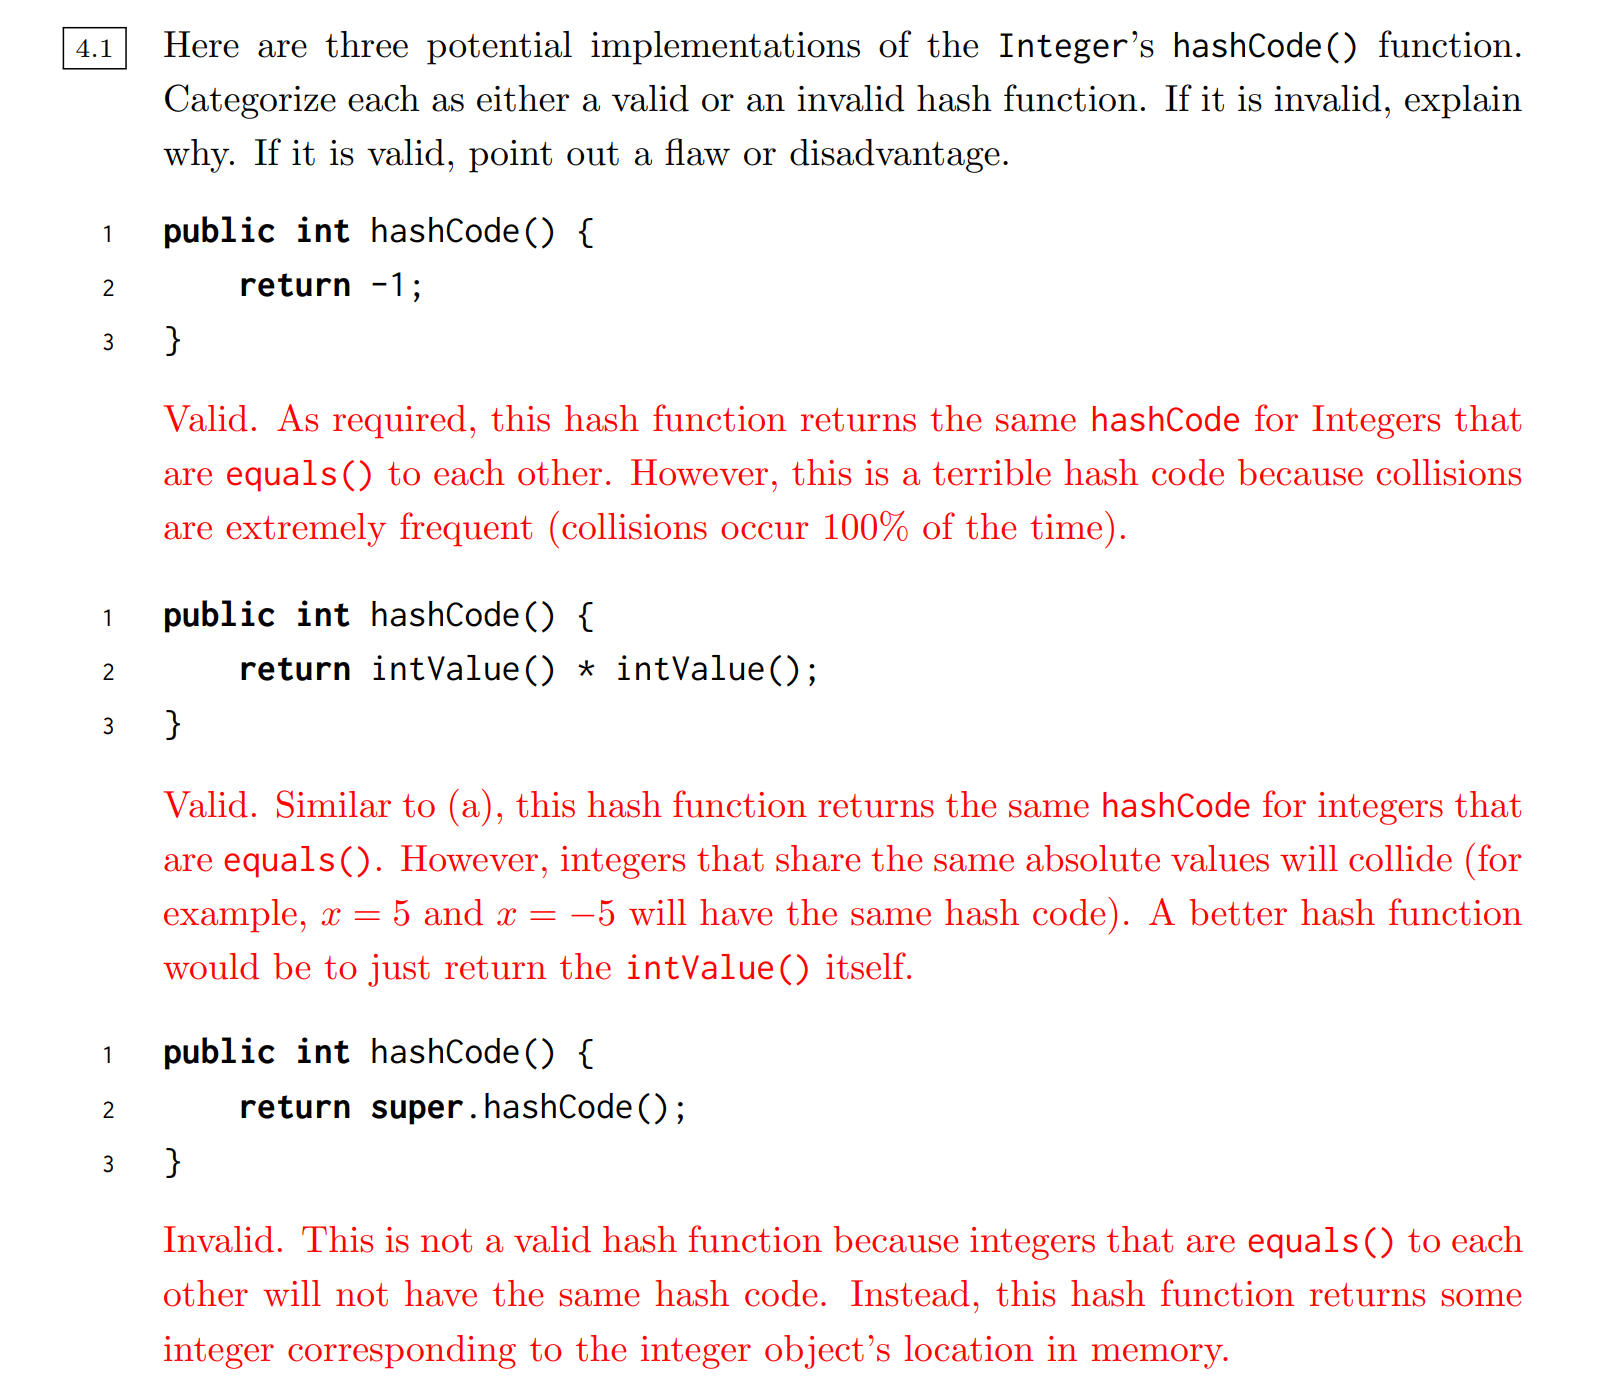 4.1 Here are three potential implementations of the Integer's hashCode() function.
Categorize each as either a valid or an invalid hash function. If it is invalid, explain
why. If it is valid, point out a flaw or disadvantage.
1 public int hashCode() {
2     return -1;
3 }
Valid. As required, this hash function returns the same hashCode for Integers that
are equals() to each other. However, this is a terrible hash code because collisions
are extremely frequent (collisions occur 100% of the time).
1 public int hashCode() {
2     return intValue() * intValue();
3 }
Valid. Similar to (a), this hash function returns the same hashCode for integers that
are equals(). However, integers that share the same absolute values will collide (for
example, x = 5 and x = −5 will have the same hash code). A better hash function
would be to just return the intValue() itself.
1 public int hashCode() {
2     return super.hashCode();
3 }
Invalid. This is not a valid hash function because integers that are equals() to each
other will not have the same hash code. Instead, this hash function returns some
integer corresponding to the integer object's location in memory.